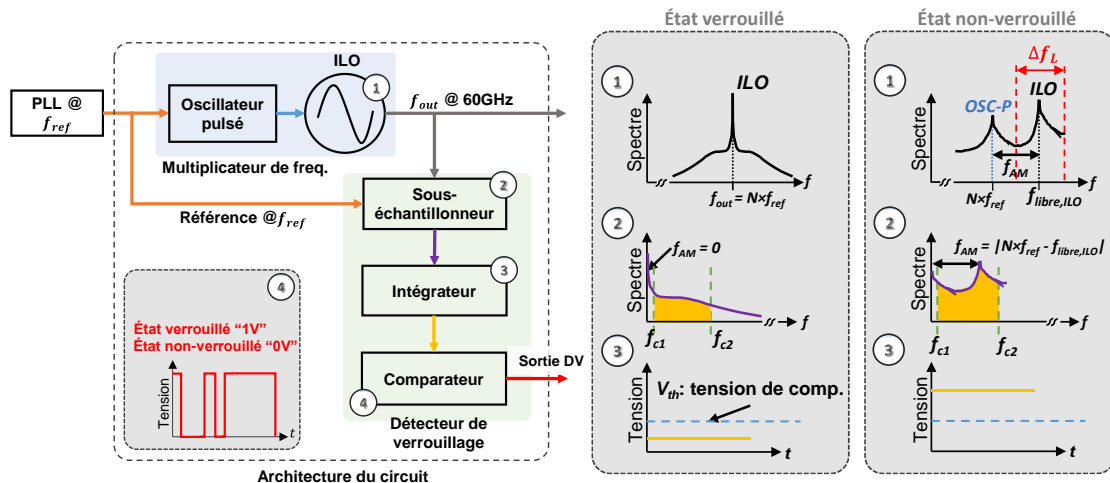 PLL @
f_ref
Oscillateur
pulsé
ILO
1
f_out @ 60GHz
Multiplicateur de freq.
Référence @f_ref
Sous-
échantillonneur
2
Intégrateur
3
Comparateur
4
Sortie DV
Détecteur de
verrouillage
4
État verrouillé “1V”
État non-verrouillé “0V”
Tension
t
Architecture du circuit
État verrouillé
1
ILO
Spectre
f
f_out = N×f_ref
2
f_AM = 0
Spectre
f
f_c1
f_c2
3
V_th: tension de comp.
Tension
t
État non-verrouillé
1
Δf_L
OSC-P
ILO
Spectre
f_AM
f
N×f_ref
f_libre,ILO
2
f_AM = |N×f_ref - f_libre,ILO|
Spectre
f
f_c1
f_c2
3
Tension
t